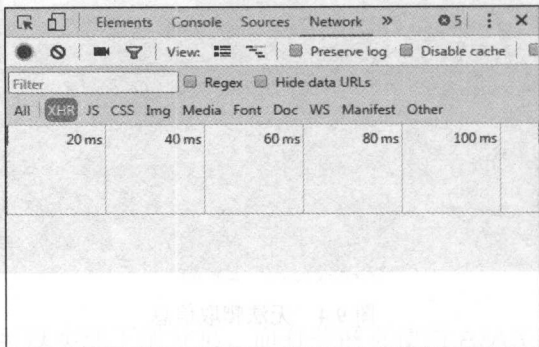 Elements Console Sources Network » 5
View: Preserve log Disable cache
Filter Regex Hide data URLs
All XHR JS CSS Img Media Font Doc WS Manifest Other
20 ms 40 ms 60 ms 80 ms 100 ms